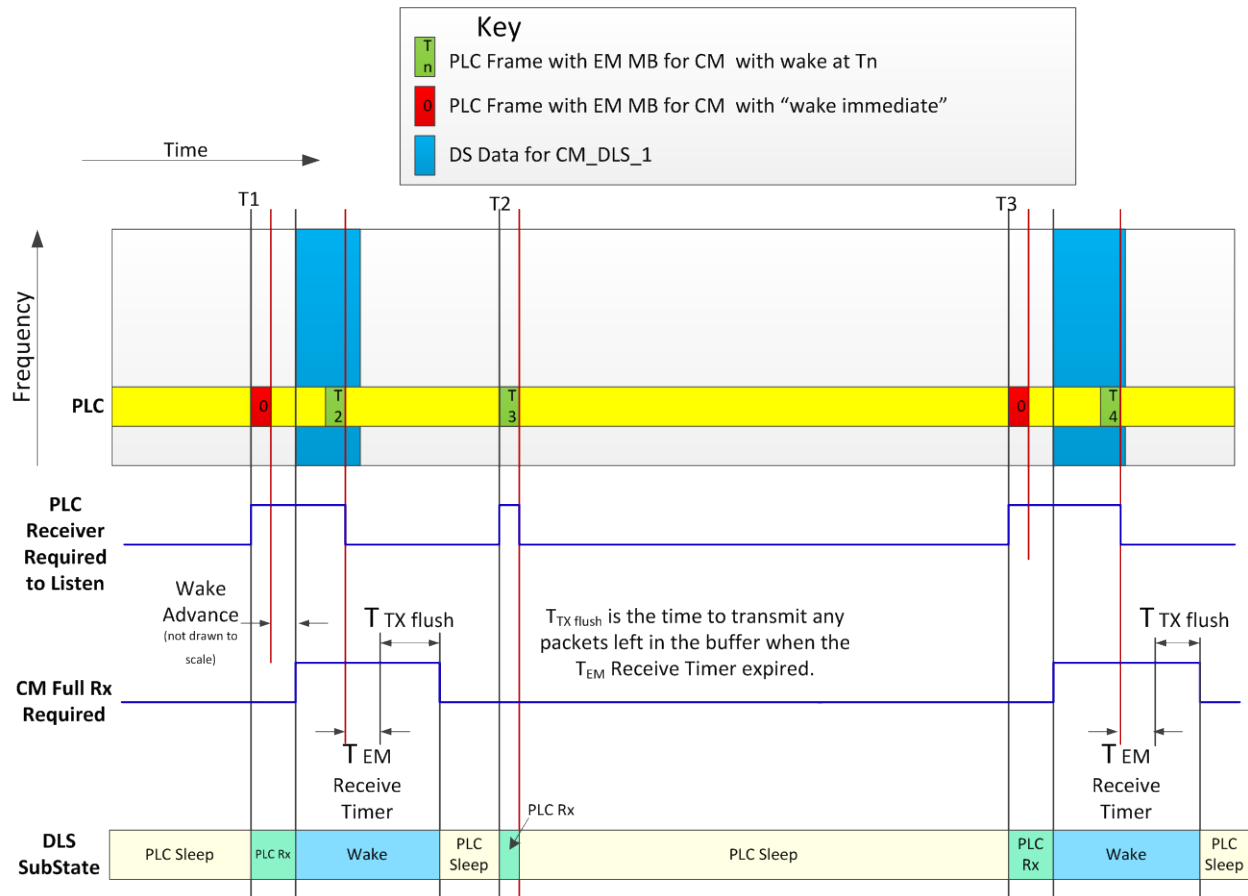 Key
T
n
PLC Frame with EM MB for CM with wake at Tn
0
PLC Frame with EM MB for CM with “wake immediate”
DS Data for CM_DLS_1
Time
T1
T2
T3
Frequency
PLC
0
T
2
T
3
0
T
4
PLC
Receiver
Required
to Listen
Wake
Advance
(not drawn to
scale)
T TX flush
TTX flush is the time to transmit any
packets left in the buffer when the
TEM Receive Timer expired.
T TX flush
CM Full Rx
Required
T EM
Receive
Timer
T EM
Receive
Timer
PLC Rx
DLS
SubState
PLC Sleep
PLC Rx
Wake
PLC
Sleep
PLC Sleep
PLC
Rx
Wake
PLC
Sleep